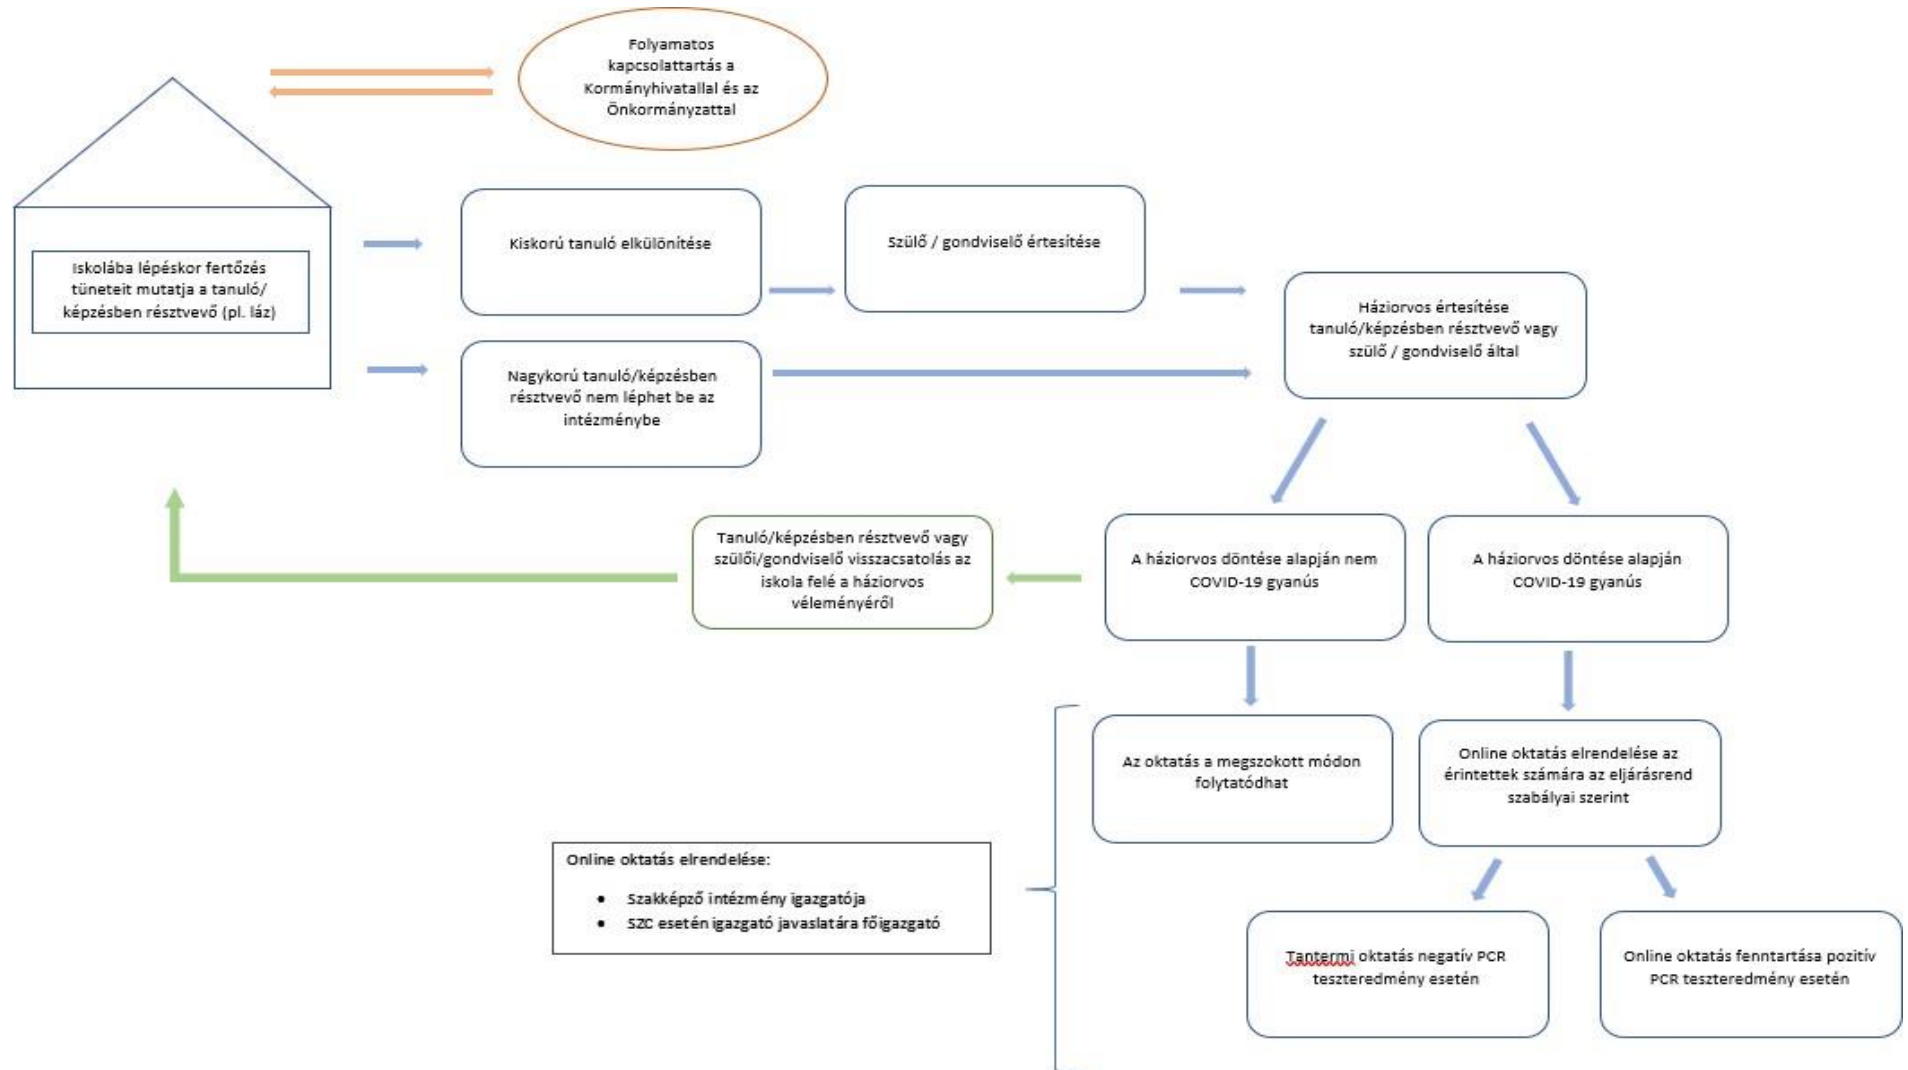 Folyamatos
kapcsolattartás a
Kormányhivatallal és az
Önkormányzattal
Iskolába lépéskor fertőzés
tüneteit mutatja a tanuló/
képzésben résztvevő (pl. láz)
Kiskorú tanuló elkülönítése
Szülő / gondviselő értesítése
Nagykorú tanuló/képzésben
résztvevő nem léphet be az
intézménybe
Háziorvos értesítése
tanuló/képzésben résztvevő vagy
szülő / gondviselő által
Tanuló/képzésben résztvevő vagy
szülői/gondviselő visszacsatolás az
iskola felé a háziorvos
véleményéről
A háziorvos döntése alapján nem
COVID-19 gyanús
A háziorvos döntése alapján
COVID-19 gyanús
Az oktatás a megszokott módon
folytatódhat
Online oktatás elrendelése az
érintettek számára az eljárásrend
szabályai szerint
Online oktatás elrendelése:
• Szakképző intézmény igazgatója
• SZC esetén igazgató javaslatára főigazgató
Tantermi oktatás negatív PCR
teszteredmény esetén
Online oktatás fenntartása pozitív
PCR teszteredmény esetén